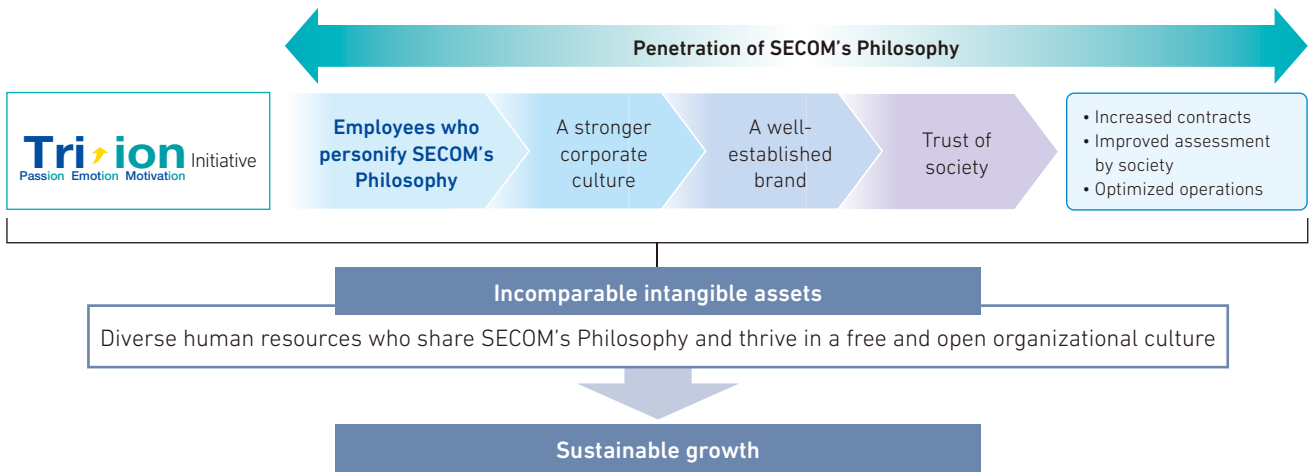 Penetration of SECOM's Philosophy
Tri-ion Initiative
Passion Emotion Motivation
Employees who
personify SECOM's
Philosophy
A stronger
corporate
culture
A well-
established
brand
Trust of
society
• Increased contracts
• Improved assessment
by society
• Optimized operations
Incomparable intangible assets
Diverse human resources who share SECOM's Philosophy and thrive in a free and open organizational culture
Sustainable growth